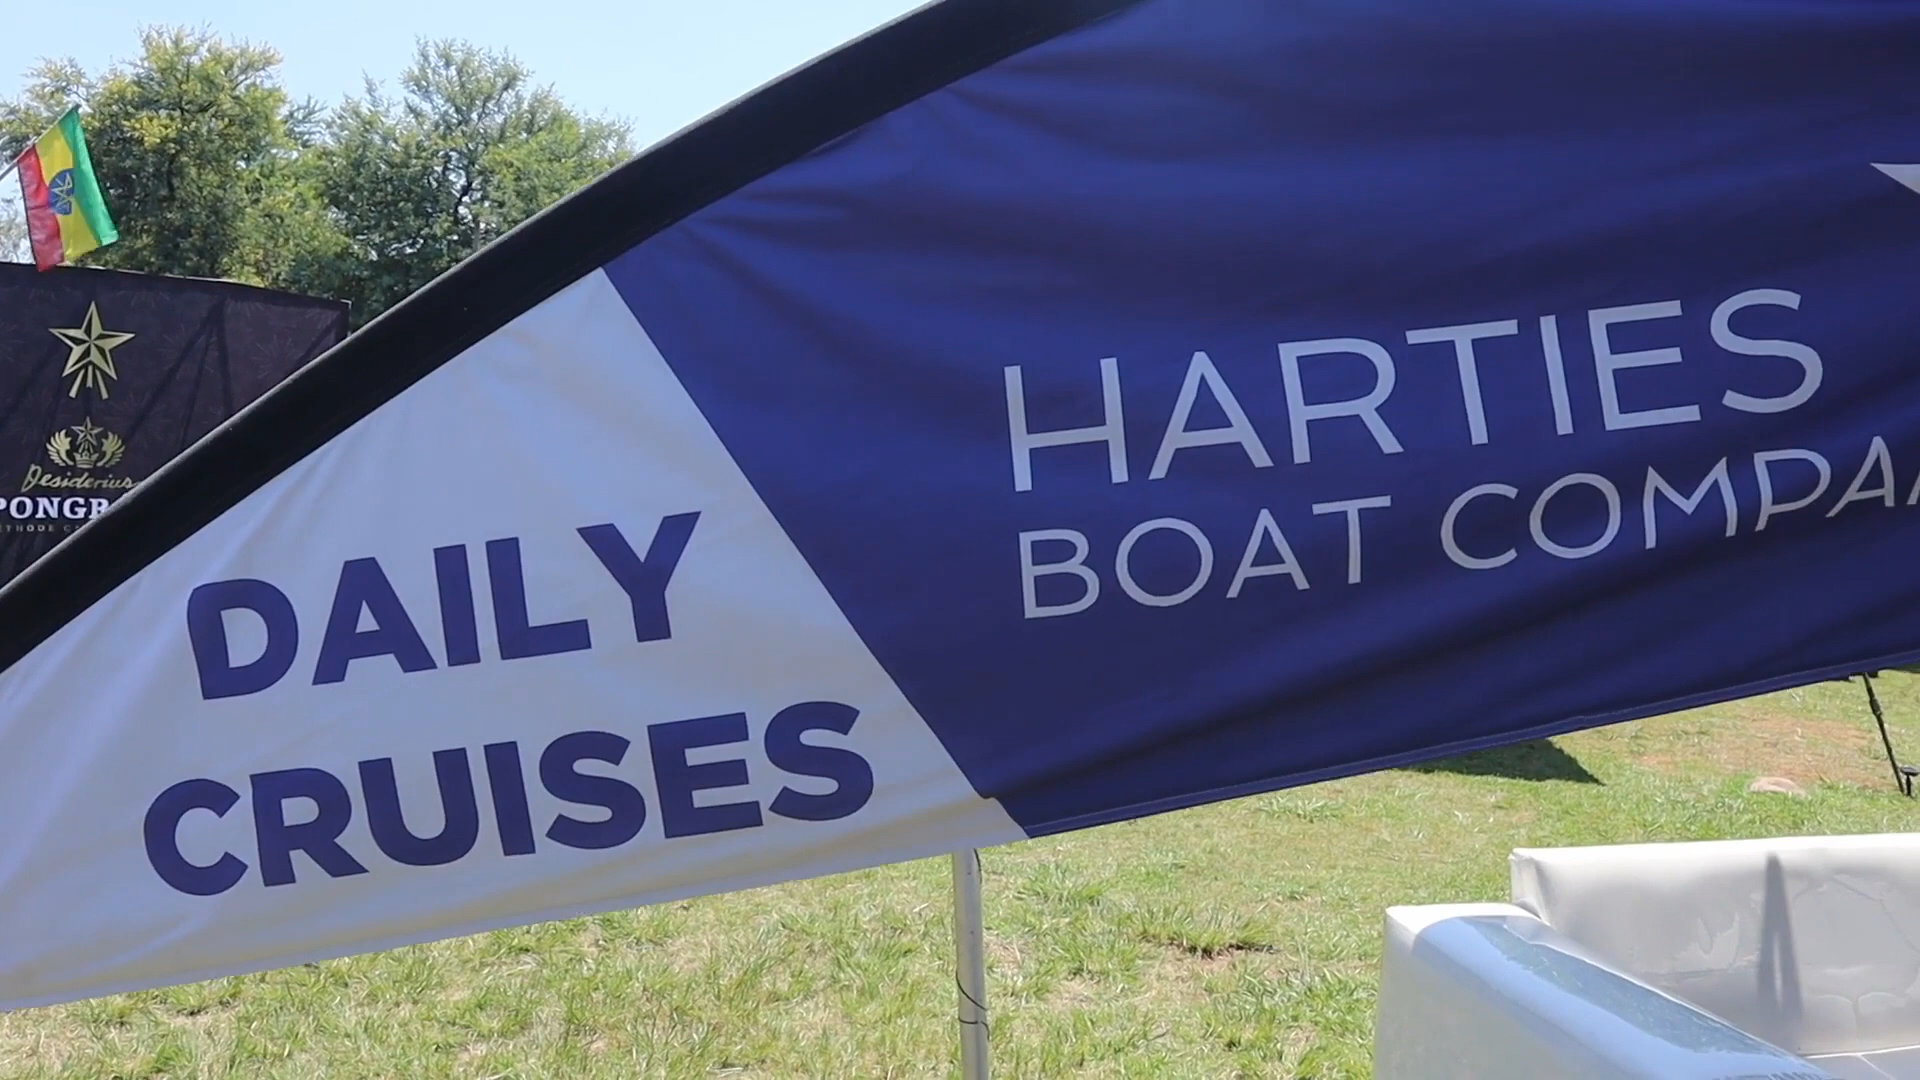 HARTIES
BOAT COMPA
DAILY
CRUISES
Desiderius
PONGR